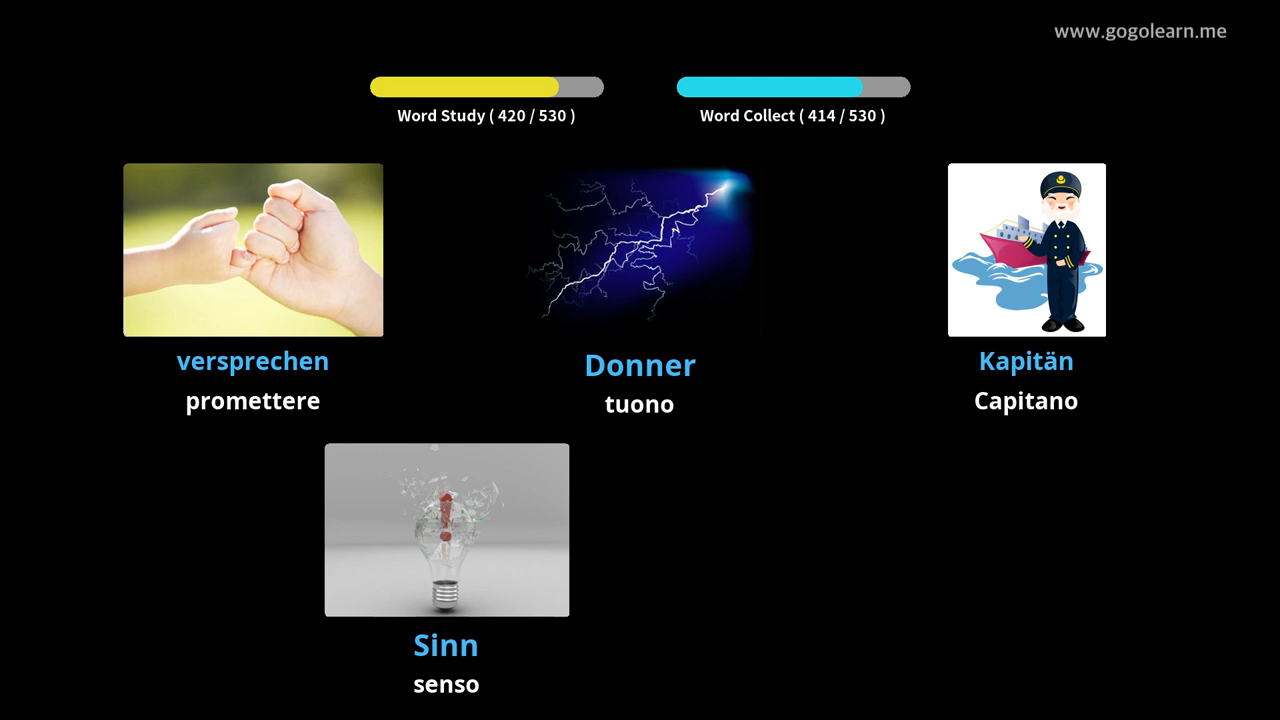 www.gogolearn.me
Word Study ( 420 / 530 )
Word Collect ( 414 / 530 )
versprechen
promettere
Donner
tuono
Kapitän
Capitano
Sinn
senso